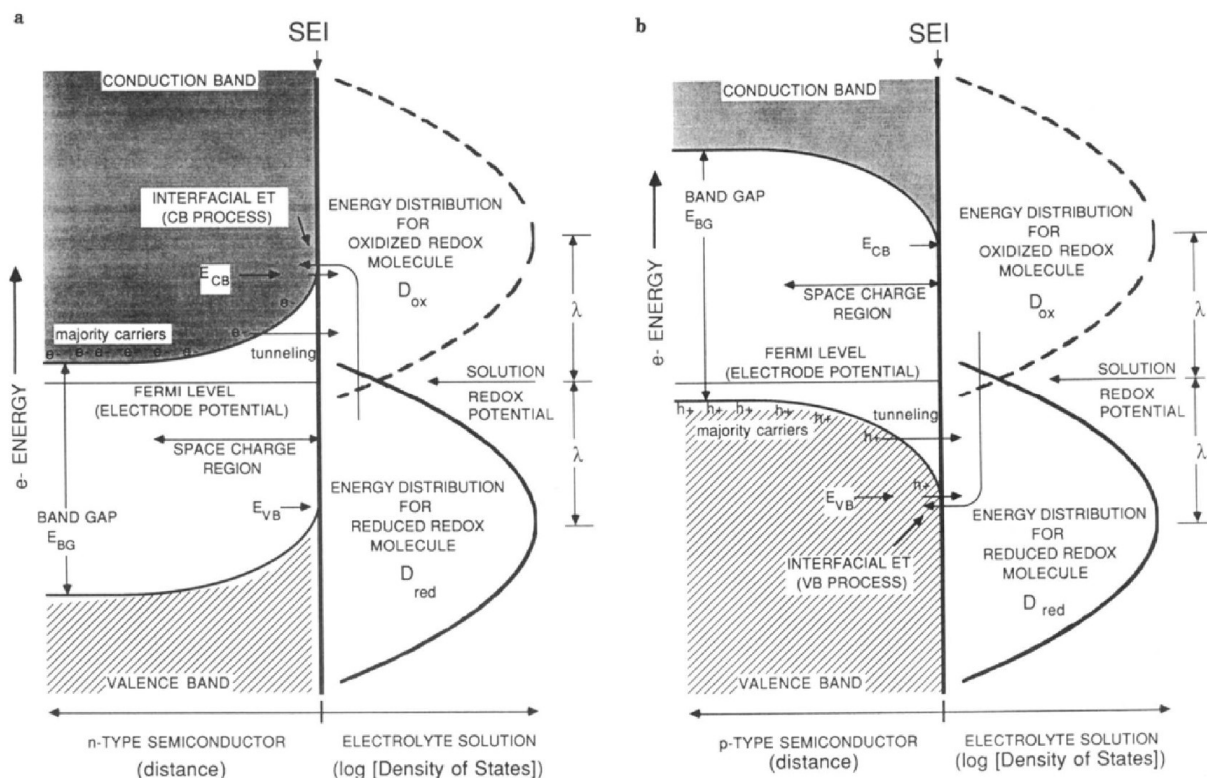 a
SEI
CONDUCTION BAND
INTERFACIAL ET
(CB PROCESS)
ENERGY DISTRIBUTION
FOR
OXIDIZED REDOX
MOLECULE
D ox
E CB
e-
majority carriers
e- e- e- e- e- e-
e-
tunneling
λ
FERMI LEVEL
(ELECTRODE POTENTIAL)
SOLUTION
REDOX
POTENTIAL
SPACE CHARGE
REGION
λ
e- ENERGY
BAND GAP
E BG
E VB
ENERGY DISTRIBUTION
FOR
REDUCED REDOX
MOLECULE
D red
VALENCE BAND
n-TYPE SEMICONDUCTOR
(distance)
ELECTROLYTE SOLUTION
(log [Density of States])
b
SEI
CONDUCTION BAND
BAND GAP
E BG
ENERGY DISTRIBUTION
FOR
OXIDIZED REDOX
MOLECULE
D ox
E CB
SPACE CHARGE
REGION
λ
e- ENERGY
FERMI LEVEL
(ELECTRODE POTENTIAL)
SOLUTION
REDOX
POTENTIAL
h+ h+ h+ h+ h+
majority carriers
tunneling
h+
λ
E VB
h+
INTERFACIAL ET
(VB PROCESS)
ENERGY DISTRIBUTION
FOR
REDUCED REDOX
MOLECULE
D red
VALENCE BAND
p-TYPE SEMICONDUCTOR
(distance)
ELECTROLYTE SOLUTION
(log [Density of States])